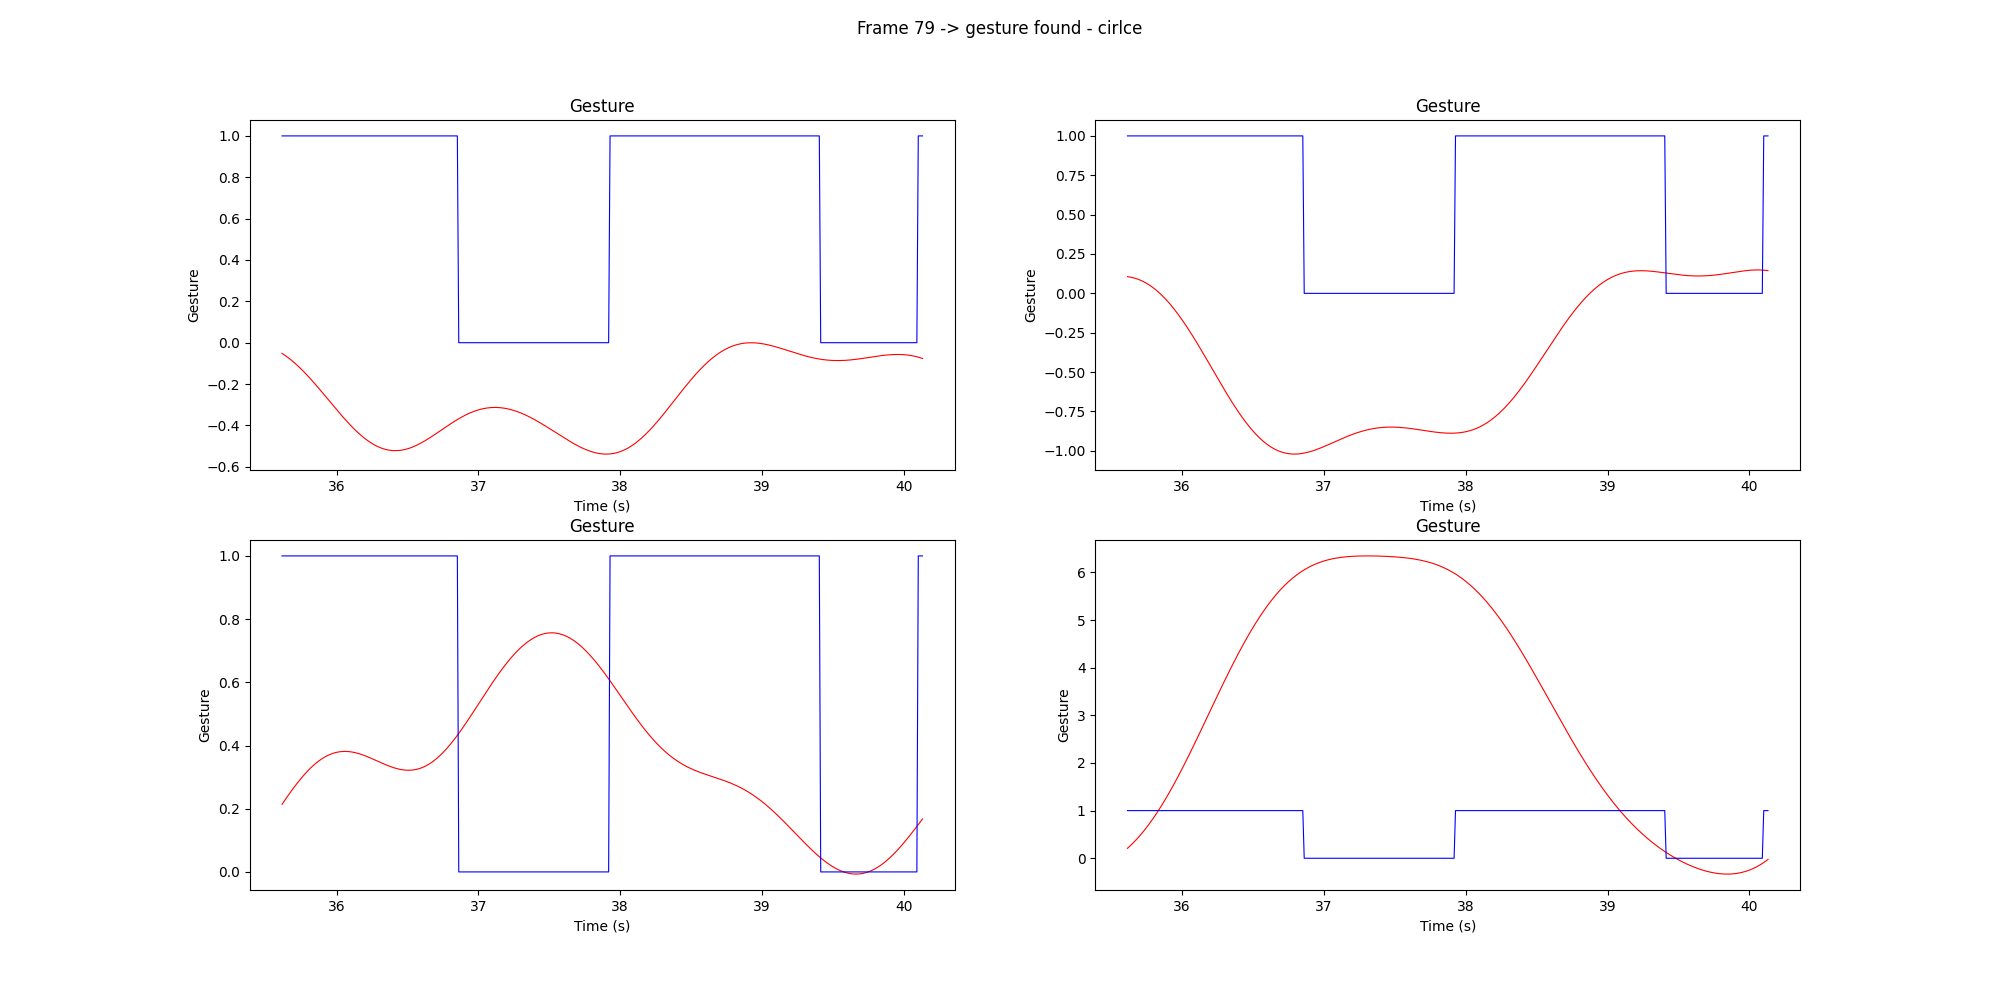 Frame 79 -> gesture found - cirlce
Gesture
1.0
0.8
0.6
0.4
0.2
0.0
−0.2
−0.4
−0.6
Gesture
36 37 38 39 40
Time (s)
Gesture
1.00
0.75
0.50
0.25
0.00
−0.25
−0.50
−0.75
−1.00
Gesture
36 37 38 39 40
Time (s)
Gesture
1.0
0.8
0.6
0.4
0.2
0.0
Gesture
36 37 38 39 40
Time (s)
Gesture
6
5
4
3
2
1
0
Gesture
36 37 38 39 40
Time (s)